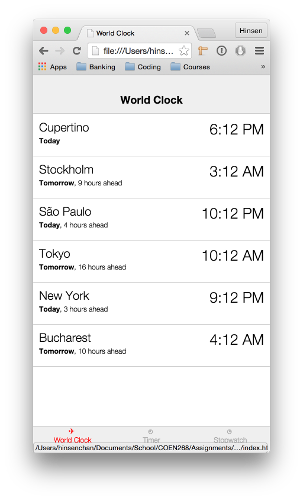 World Clock
Hinsen
file:///Users/hins
Apps Banking Coding Courses »
World Clock
Cupertino 6:12 PM
Today
Stockholm 3:12 AM
Tomorrow, 9 hours ahead
São Paulo 10:12 PM
Today, 4 hours ahead
Tokyo 10:12 AM
Tomorrow, 16 hours ahead
New York 9:12 PM
Today, 3 hours ahead
Bucharest 4:12 AM
Tomorrow, 10 hours ahead
World Clock Timer Stopwatch
/Users/hinsenchan/Documents/School/COEN268/Assignments/.../index.ht